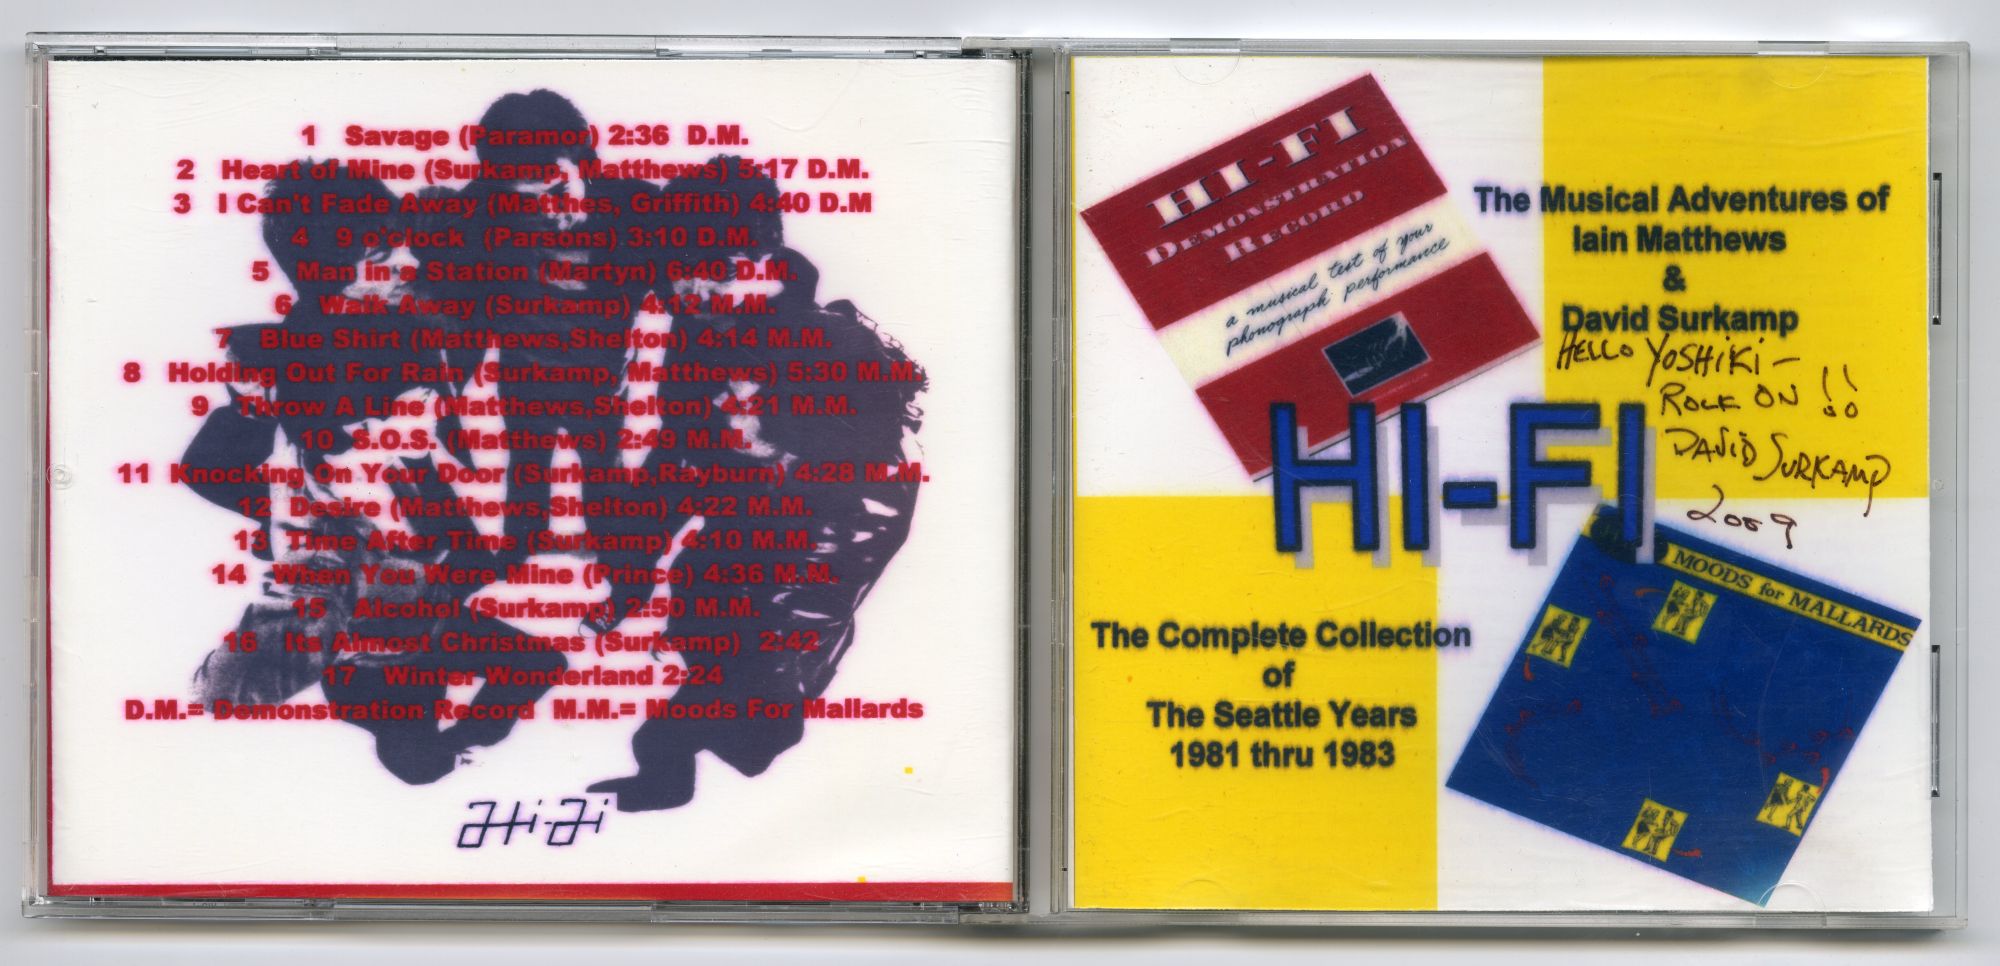 1 Savage (Paramor) 2:36 D.M.
2 Heart of Mine (Surkamp, Matthews) 5:17 D.M.
3 I Can't Fade Away (Matthes, Griffith) 4:40 D.M
4 9 o'clock (Parsons) 3:10 D.M.
5 Man in a Station (Martyn) 6:40 D.M.
6 Walk Away (Surkamp) 4:12 M.M.
7 Blue Shirt (Matthews,Shelton) 4:14 M.M.
8 Holding Out For Rain (Surkamp, Matthews) 5:30 M.M.
9 Throw A Line (Matthews,Shelton) 4:21 M.M.
10 S.O.S. (Matthews) 2:49 M.M.
11 Knocking On Your Door (Surkamp,Rayburn) 4:28 M.M.
12 Desire (Matthews,Shelton) 4:22 M.M.
13 Time After Time (Surkamp) 4:10 M.M.
14 When You Were Mine (Prince) 4:36 M.M.
15 Alcohol (Surkamp) 2:50 M.M.
16 Its Almost Christmas (Surkamp) 2:42
17 Winter Wonderland 2:24
D.M.= Demonstration Record M.M.= Moods For Mallards
Hi-Fi
HI-FI
DEMONSTRATION
RECORD
a musical test of your
phonograph performance
The Musical Adventures of
Iain Matthews
&
David Surkamp
HELLO YOSHIKI -
ROCK ON !!
DAVID SURKAMP
2009
HI-FI
MOODS for MALLARDS
The Complete Collection
of
The Seattle Years
1981 thru 1983